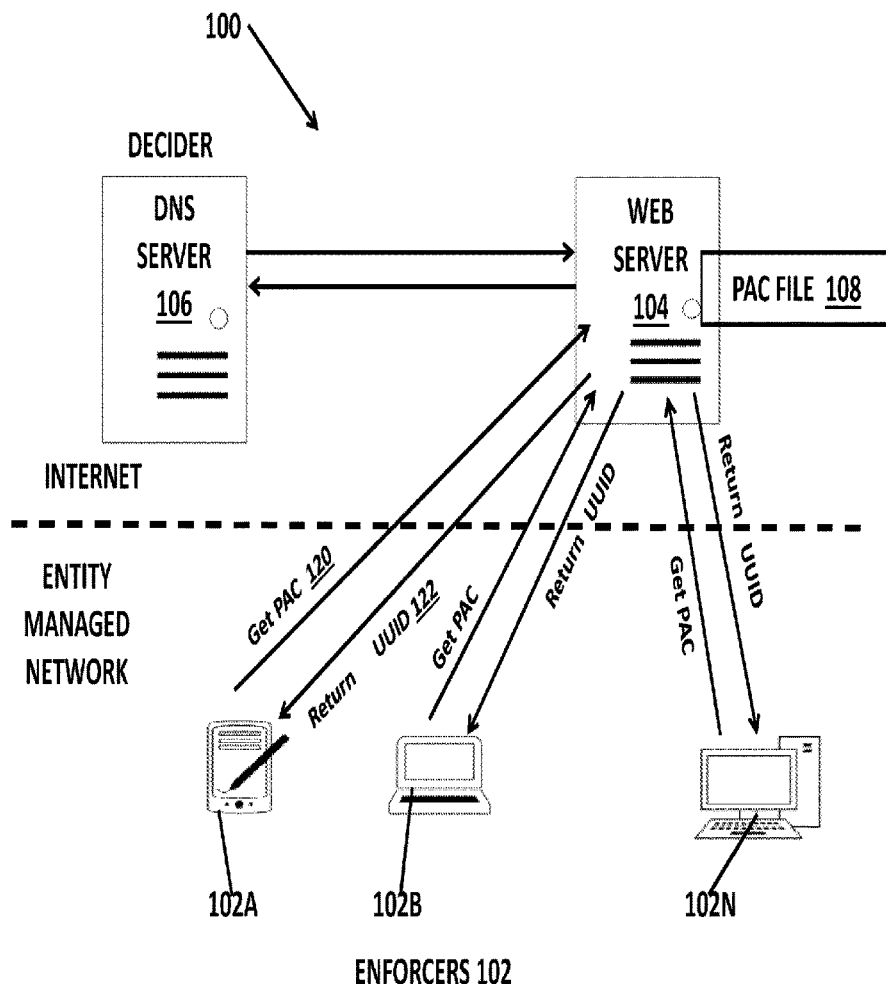 100
DECIDER
DNS
SERVER
106
WEB
SERVER
104
PAC FILE 108
INTERNET
ENTITY
MANAGED
NETWORK
Get PAC 120
Return UUID 122
Get PAC
Return UUID
Get PAC
Return UUID
102A
102B
102N
ENFORCERS 102